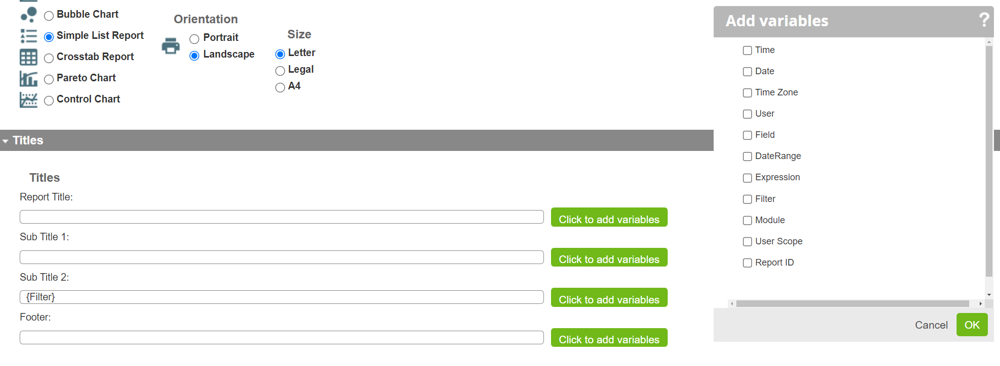 Bubble Chart
Simple List Report
Crosstab Report
Pareto Chart
Control Chart
Orientation
Portrait
Landscape
Size
Letter
Legal
A4
Titles
Titles
Report Title:
Click to add variables
Sub Title 1:
Click to add variables
Sub Title 2:
{Filter}
Click to add variables
Footer:
Click to add variables
Add variables
?
Time
Date
Time Zone
User
Field
DateRange
Expression
Filter
Module
User Scope
Report ID
Cancel
OK